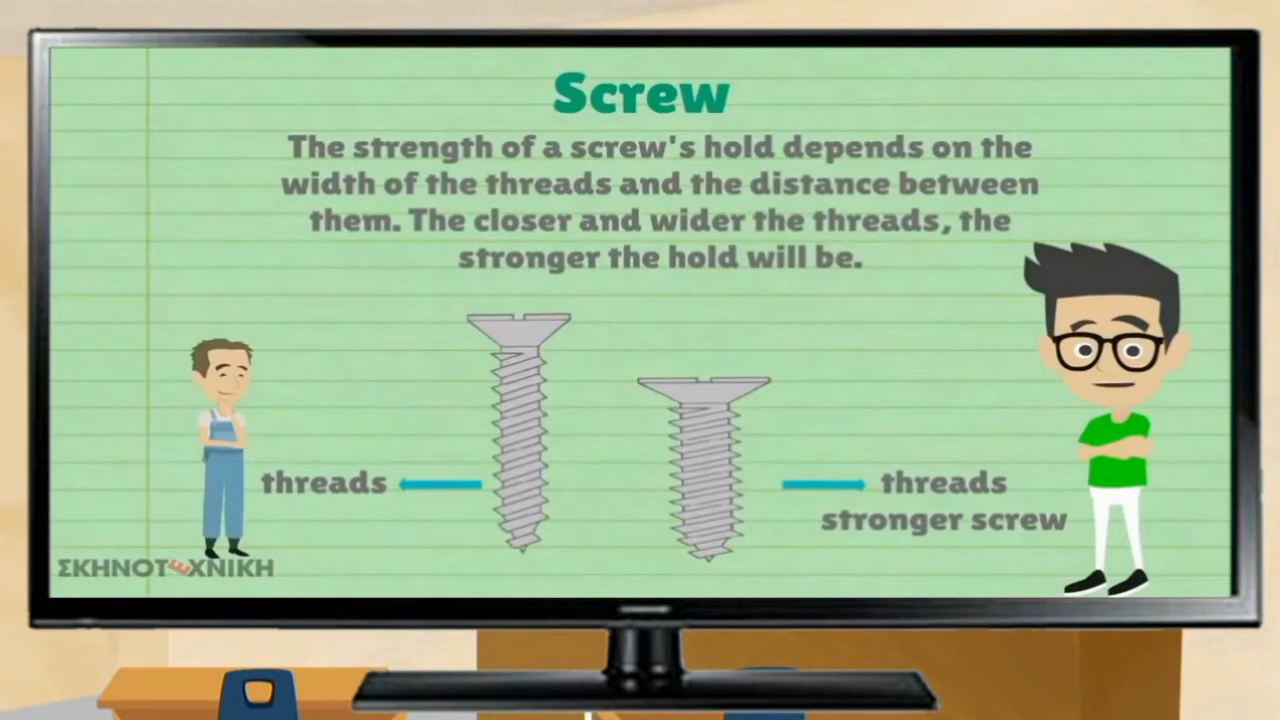 Screw
The strength of a screw's hold depends on the
width of the threads and the distance between
them. The closer and wider the threads, the
stronger the hold will be.
threads
threads
stronger screw
ΣΚΗΝΟΤΕΧΝΙΚΗ